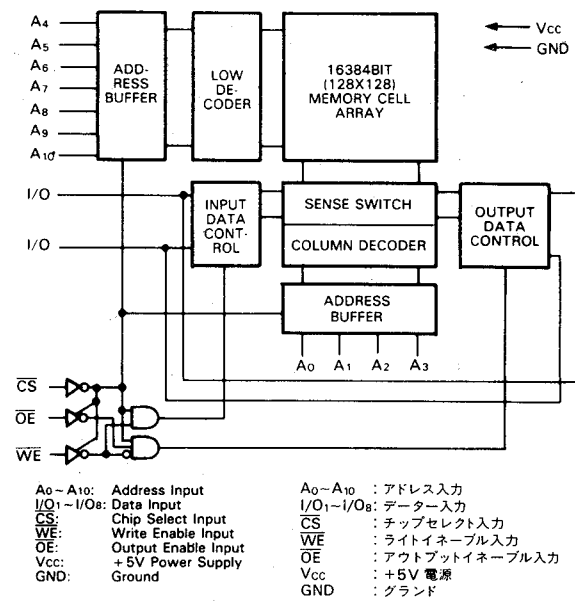 A4
A5
A6
A7
A8
A9
A10
ADD-
RESS
BUFFER
LOW
DE-
CODER
16384BIT
(128X128)
MEMORY CELL
ARRAY
Vcc
GND
I/O
I/O
INPUT
DATA
CONT-
ROL
SENSE SWITCH
COLUMN DECODER
OUTPUT
DATA
CONTROL
ADDRESS
BUFFER
A0 A1 A2 A3
CS
OE
WE
A0~A10: Address Input
I/O1~I/O8: Data Input
CS: Chip Select Input
WE: Write Enable Input
OE: Output Enable Input
Vcc: +5V Power Supply
GND: Ground
A0~A10 : アドレス入力
I/O1~I/O8: データー入力
CS : チップセレクト入力
WE : ライトイネーブル入力
OE : アウトプットイネーブル入力
Vcc : +5V 電源
GND : グランド